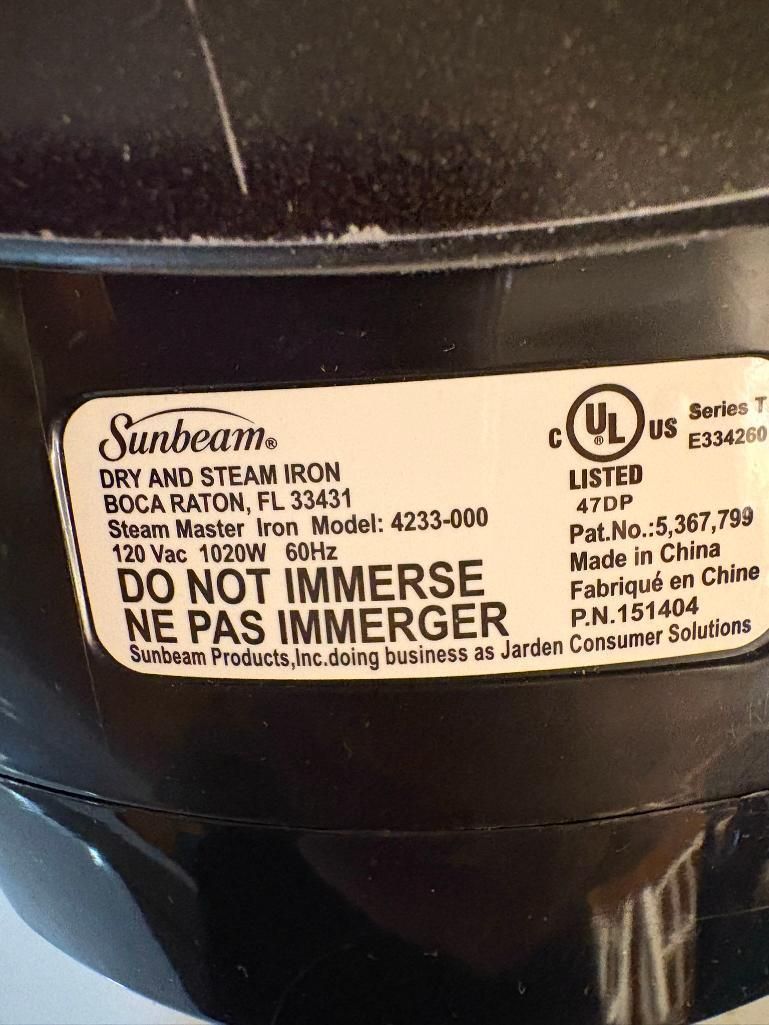 Sunbeam®
DRY AND STEAM IRON
BOCA RATON, FL 33431
Steam Master Iron Model: 4233-000
120 Vac 1020W 60Hz
DO NOT IMMERSE
NE PAS IMMERGER
Sunbeam Products,Inc.doing business as Jarden Consumer Solutions
C UL® US
Series T
E334260
LISTED
47DP
Pat.No.:5,367,799
Made in China
Fabriqué en Chine
P.N.151404